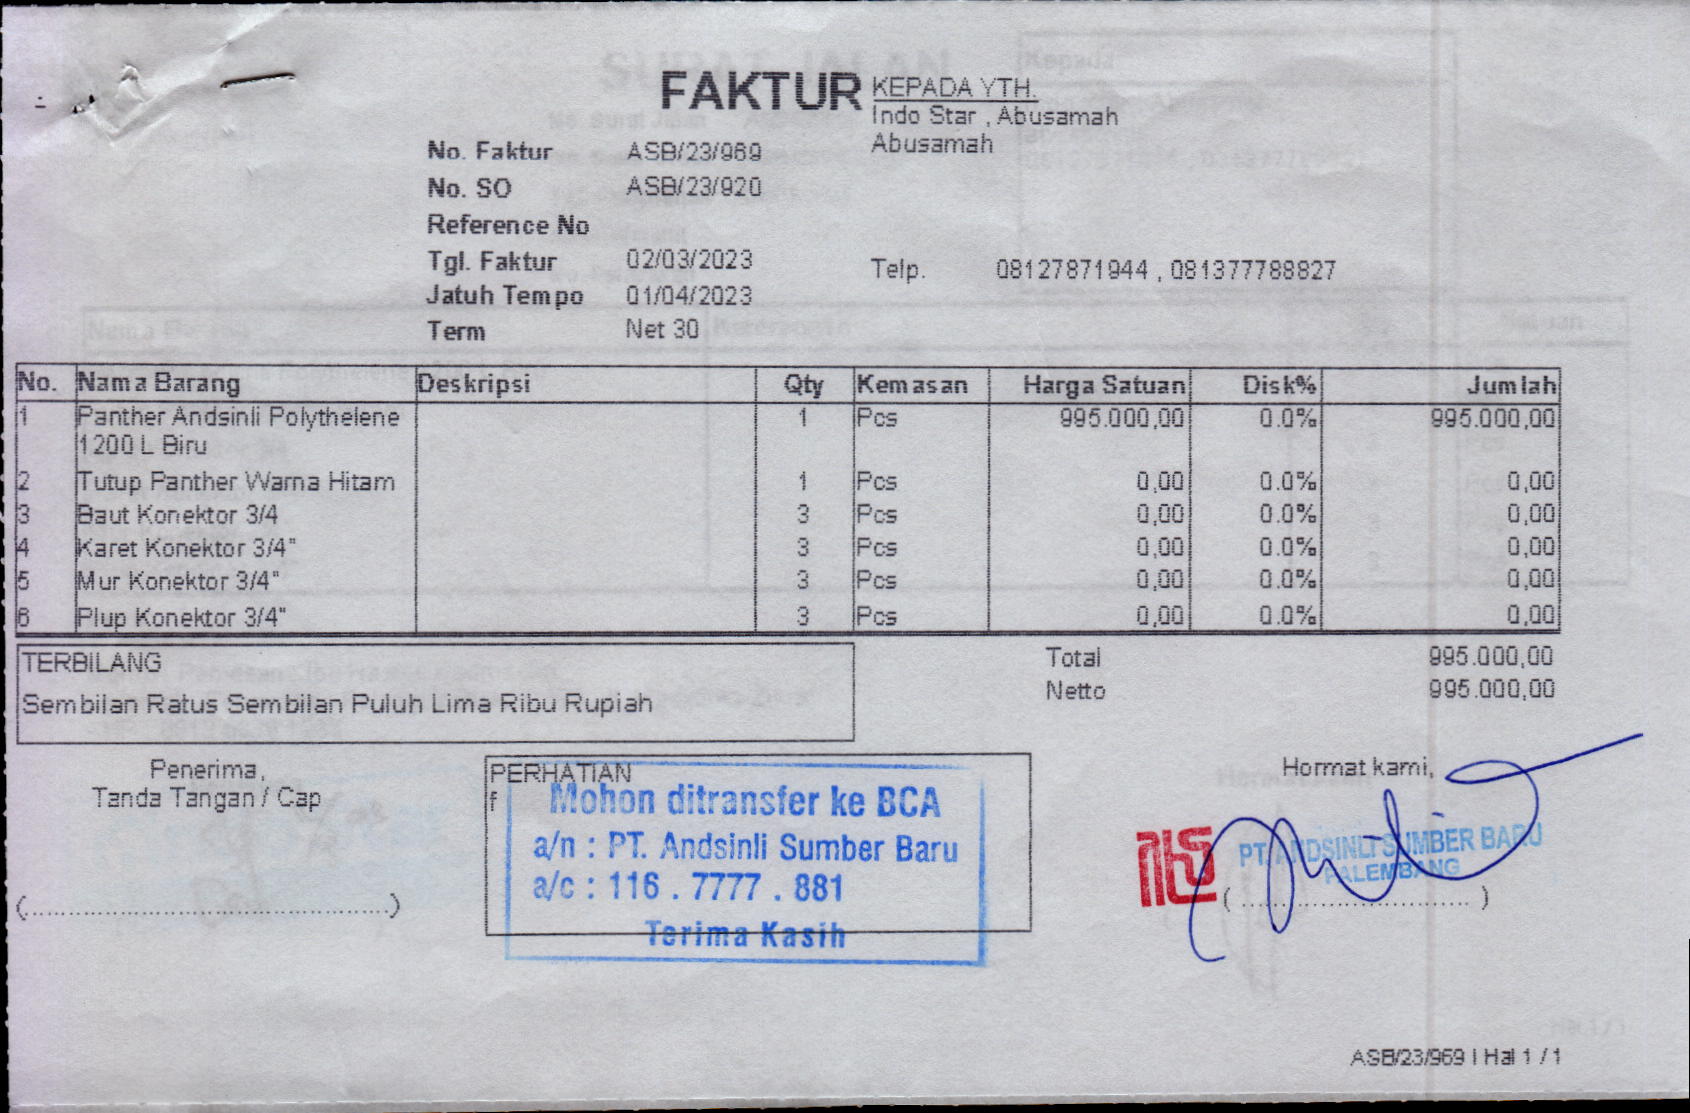 FAKTUR
KEPADA YTH.
Indo Star , Abusamah
Abusamah
No. Faktur ASB/23/969
No. SO ASB/23/920
Reference No
Tgl. Faktur 02/03/2023
Telp. 08127871944 , 081377788827
Jatuh Tempo 01/04/2023
Term Net 30
No. Nama Barang Deskripsi Qty Kemasan Harga Satuan Disk% Jumlah
1 Panther Andsinli Polythelene 1 Pcs 995.000,00 0.0% 995.000,00
1200 L Biru
2 Tutup Panther Warna Hitam 1 Pcs 0,00 0.0% 0,00
3 Baut Konektor 3/4 3 Pcs 0,00 0.0% 0,00
4 Karet Konektor 3/4" 3 Pcs 0,00 0.0% 0,00
5 Mur Konektor 3/4" 3 Pcs 0,00 0.0% 0,00
6 Plup Konektor 3/4" 3 Pcs 0,00 0.0% 0,00
TERBILANG
Sembilan Ratus Sembilan Puluh Lima Ribu Rupiah
Total 995.000,00
Netto 995.000,00
Penerima,
Tanda Tangan / Cap
(..........................................)
PERHATIAN
f
Mohon ditransfer ke BCA
a/n : PT. Andsinli Sumber Baru
a/c : 116 . 7777 . 881
Terima Kasih
Hormat kami,
PT. ANDSINLI SUMBER BARU
PALEMBANG
(..............................)
ASB/23/969 | Hal 1 / 1